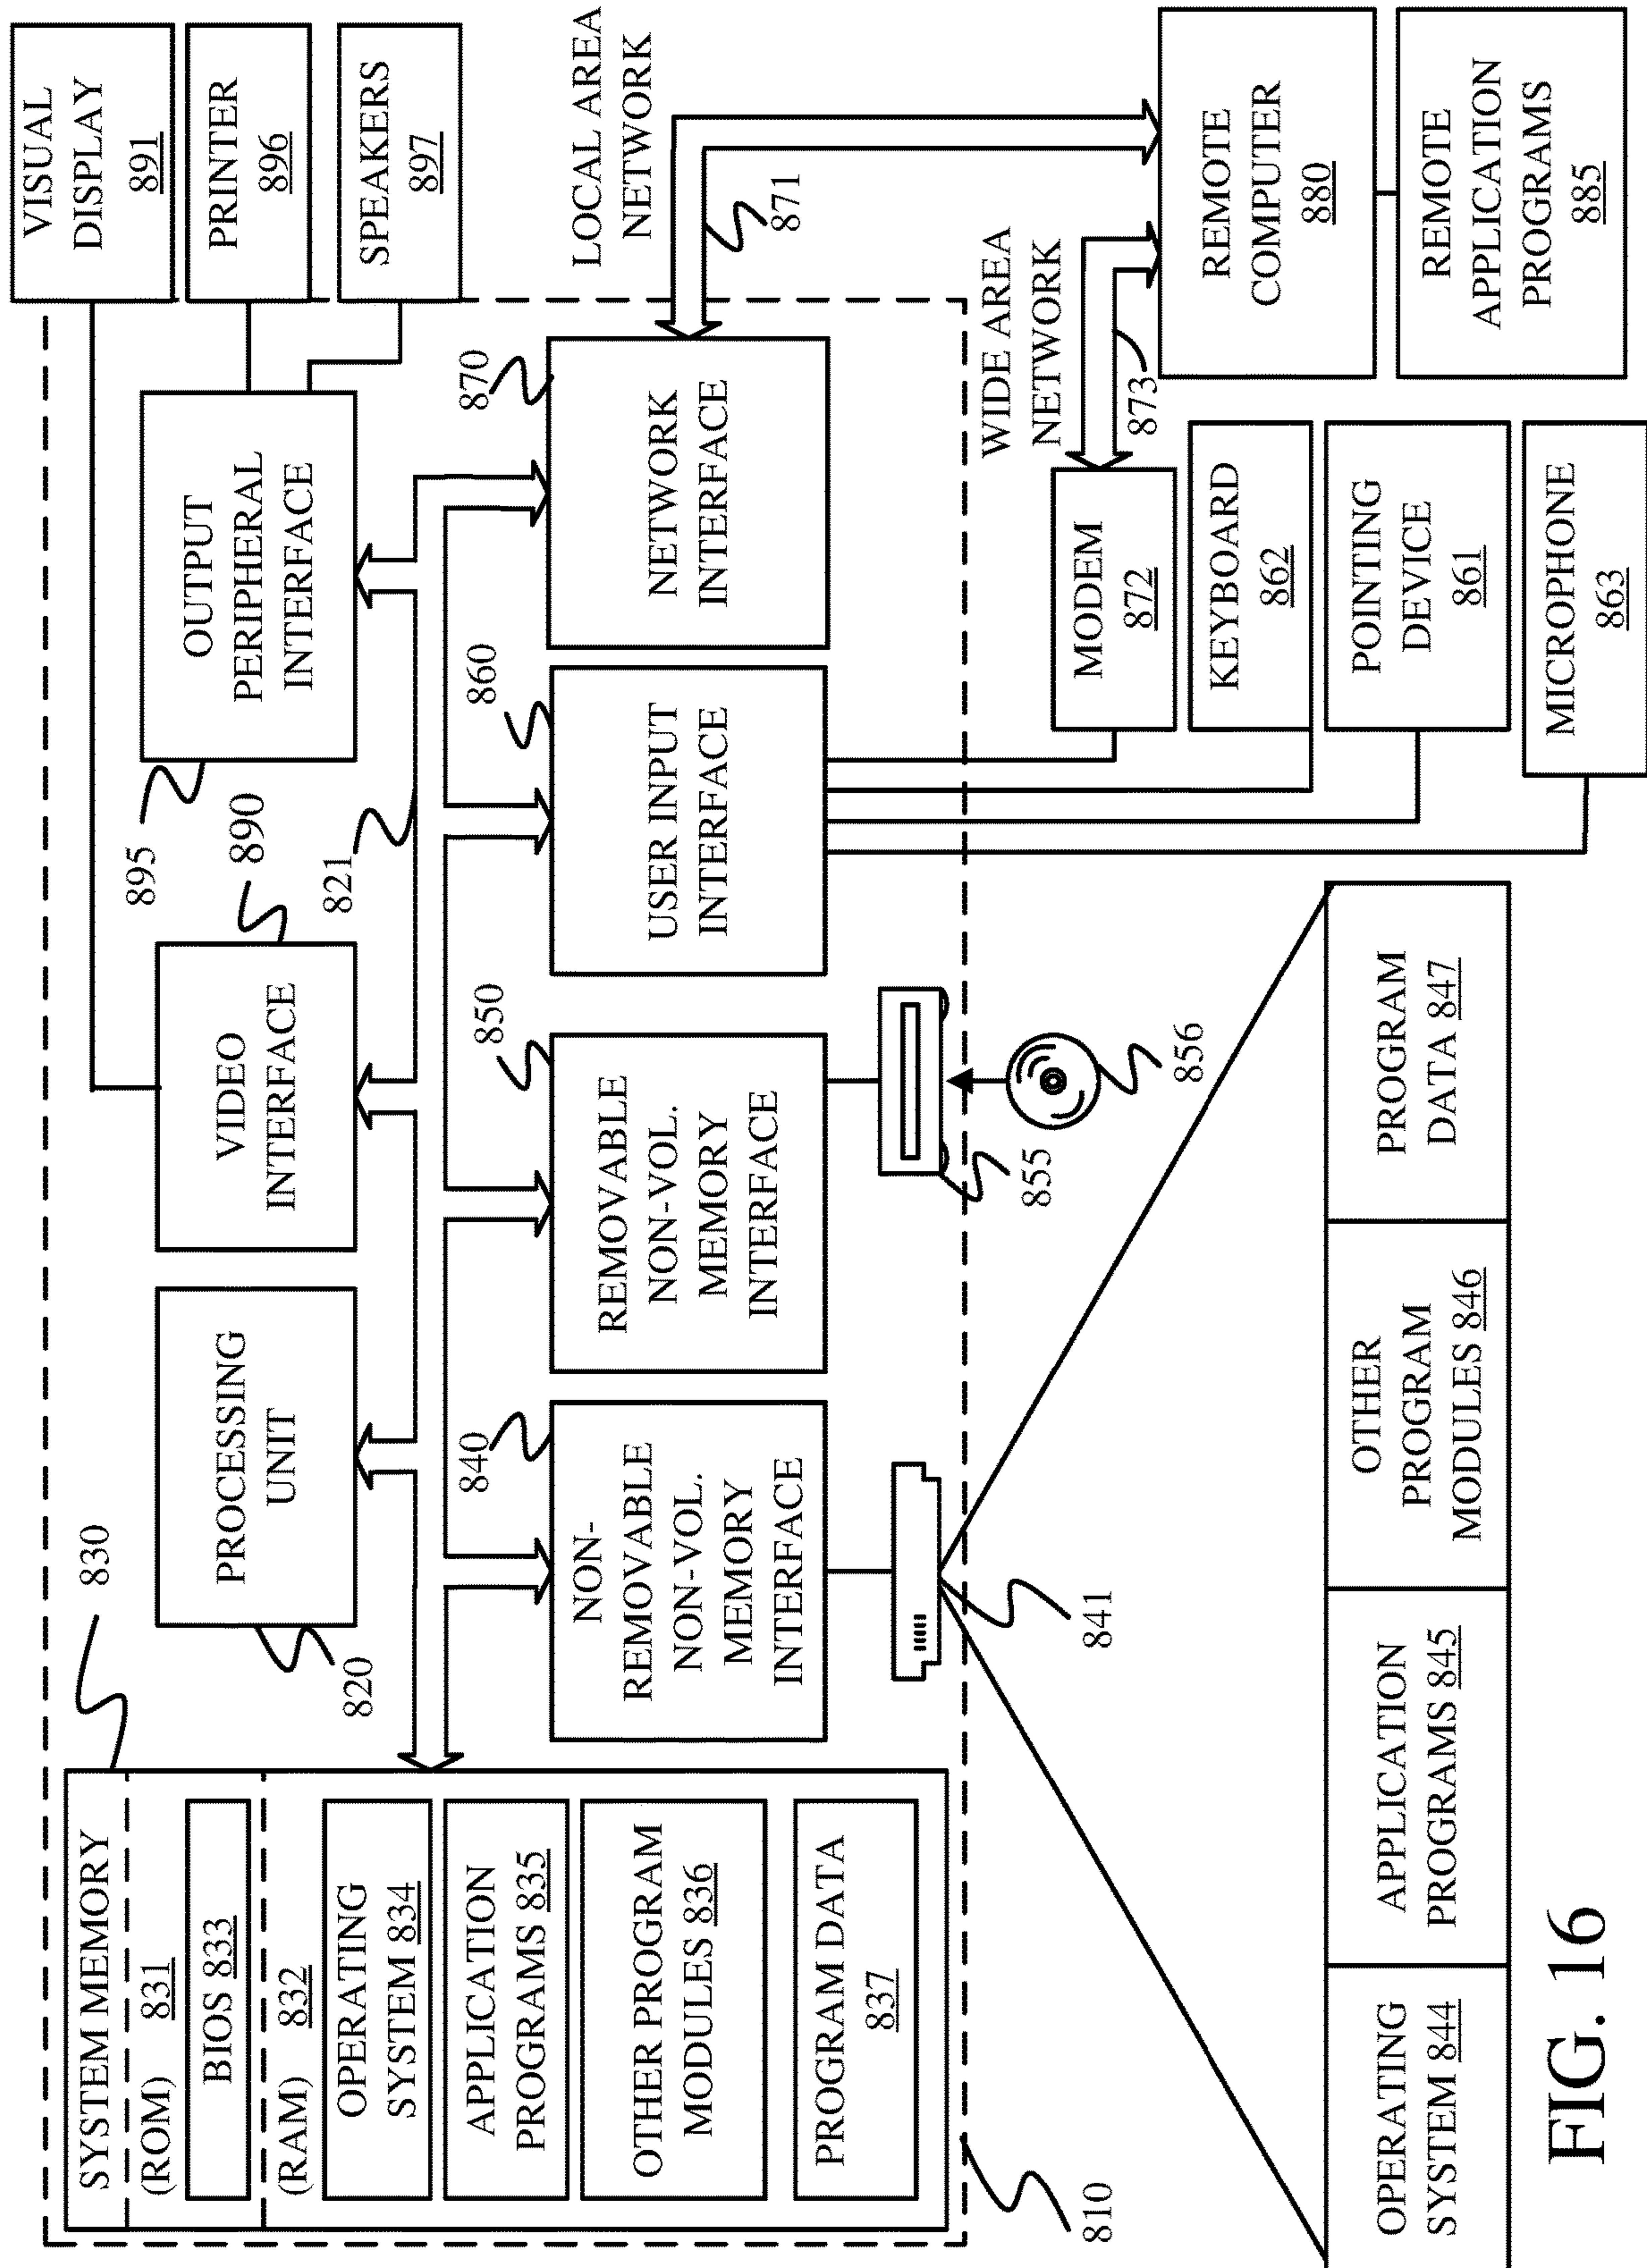 SYSTEM MEMORY
(ROM) 831
BIOS 833
(RAM) 832
OPERATING
SYSTEM 834
APPLICATION
PROGRAMS 835
OTHER PROGRAM
MODULES 836
PROGRAM DATA
837
810
830
820
PROCESSING
UNIT
VIDEO
INTERFACE
890
895
OUTPUT
PERIPHERAL
INTERFACE
821
VISUAL
DISPLAY
891
PRINTER
896
SPEAKERS
897
840
NON-
REMOVABLE
NON-VOL.
MEMORY
INTERFACE
850
REMOVABLE
NON-VOL.
MEMORY
INTERFACE
860
USER INPUT
INTERFACE
870
NETWORK
INTERFACE
LOCAL AREA
NETWORK
871
WIDE AREA
NETWORK
873
841
855
856
MODEM
872
KEYBOARD
862
POINTING
DEVICE
861
MICROPHONE
863
REMOTE
COMPUTER
880
REMOTE
APPLICATION
PROGRAMS
885
OPERATING
SYSTEM 844
APPLICATION
PROGRAMS 845
OTHER
PROGRAM
MODULES 846
PROGRAM
DATA 847
FIG. 16